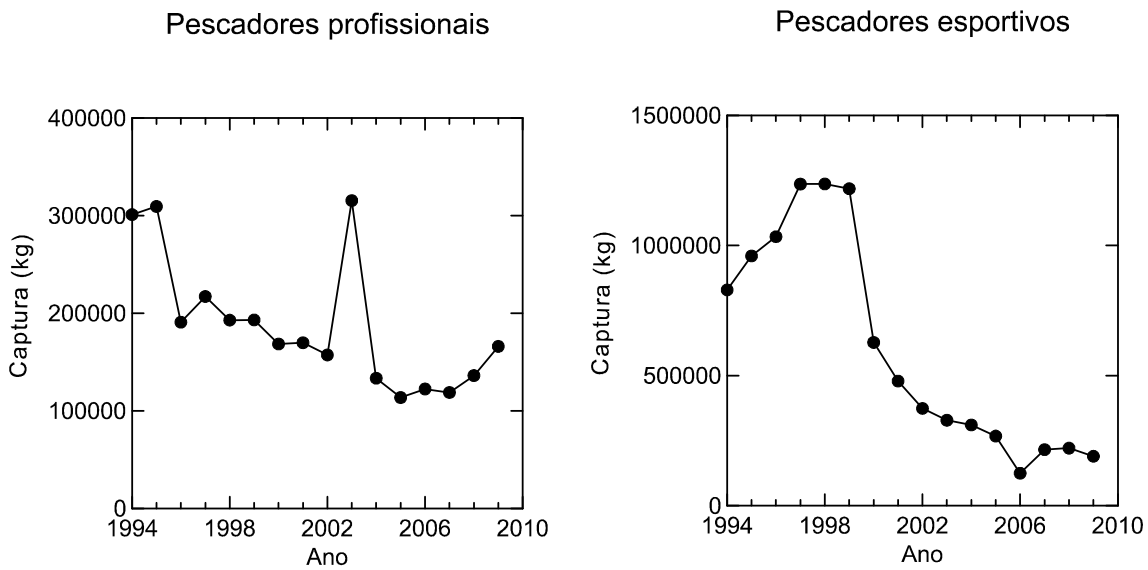 Pescadores profissionais
400000
300000
200000
100000
0
Captura (kg)
1994 1998 2002 2006 2010
Ano
Pescadores esportivos
1500000
1000000
500000
0
Captura (kg)
1994 1998 2002 2006 2010
Ano